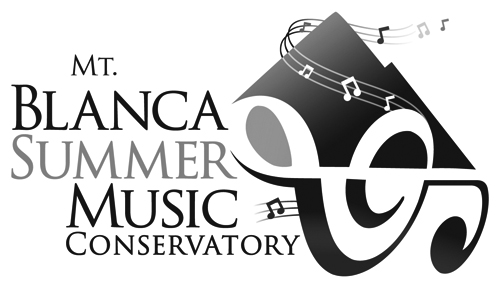 Mt.
Blanca
Summer
Music
Conservatory